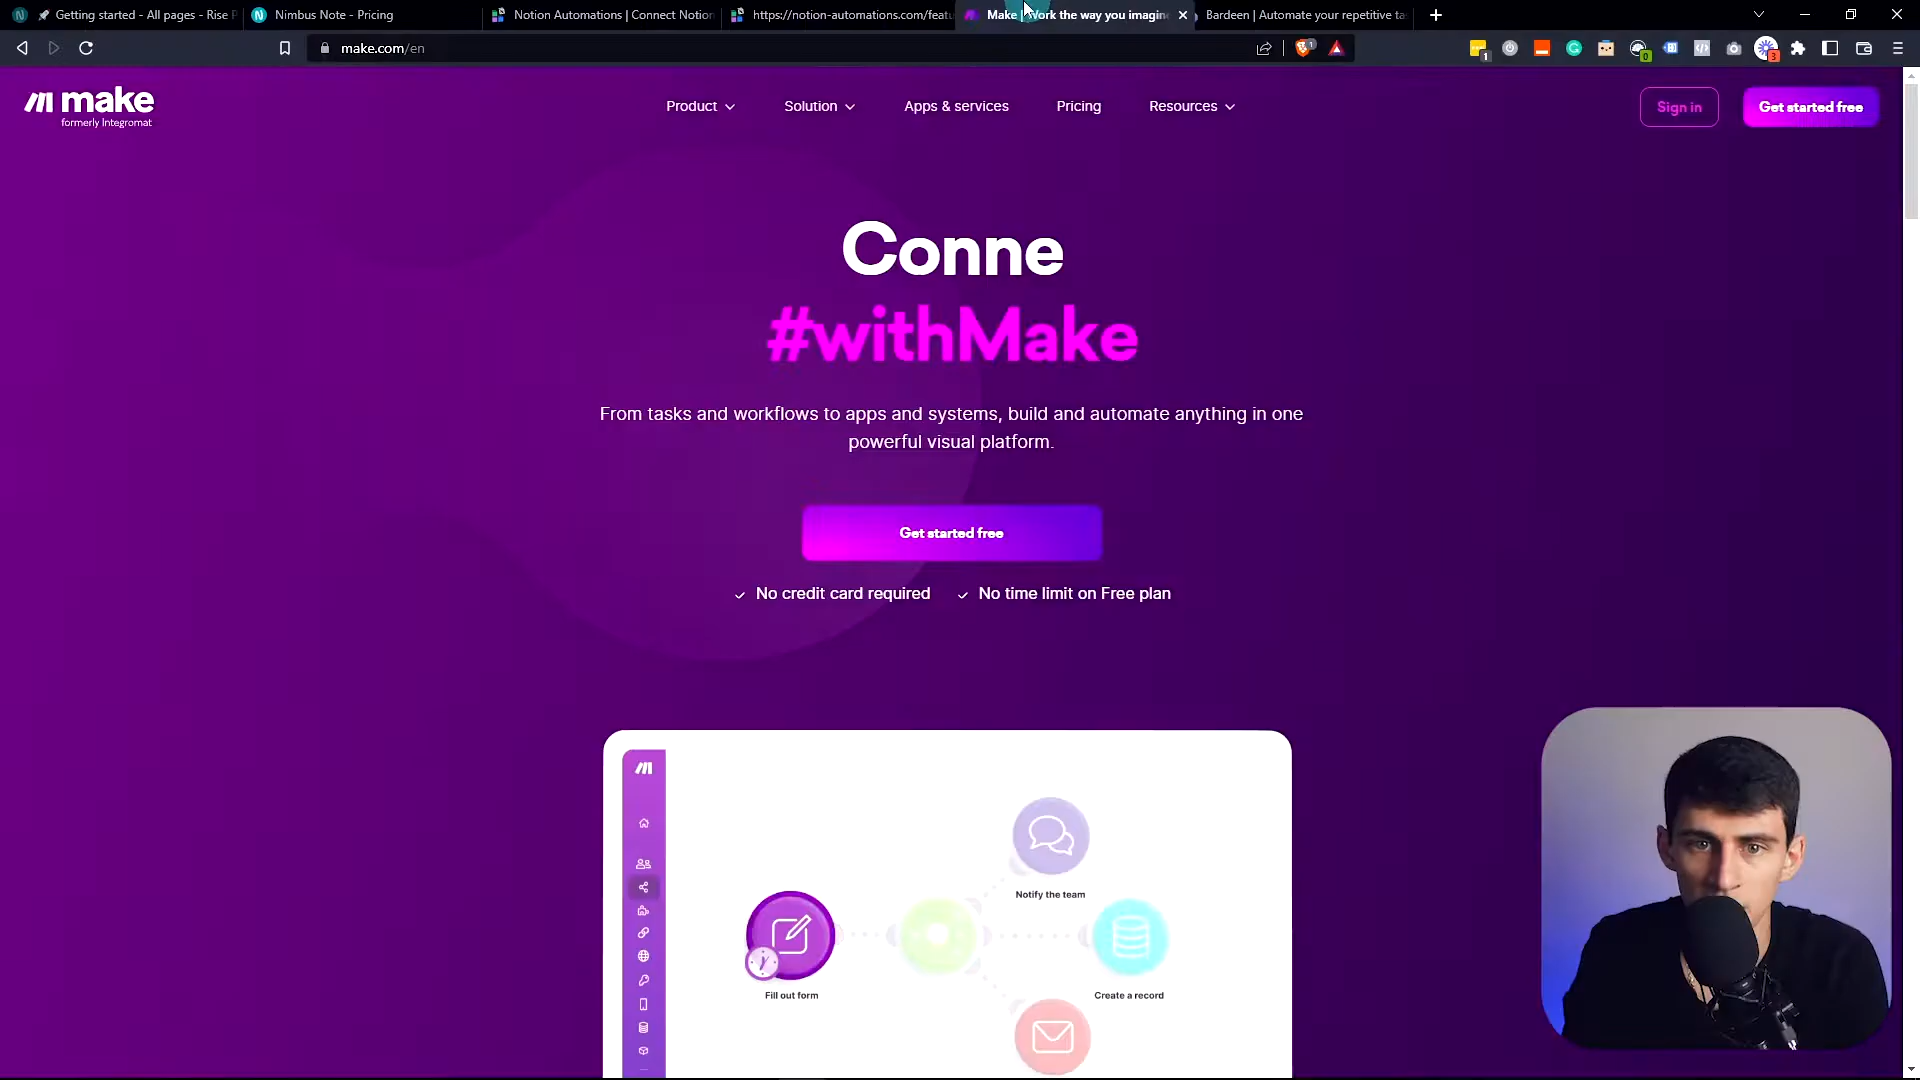 Getting started - All pages - Rise P
Nimbus Note - Pricing
Notion Automations | Connect Notion
https://notion-automations.com/featu
Make | Work the way you imagin
Bardeen | Automate your repetitive ta
make.com/en
make
formerly Integromat
Product
Solution
Apps & services
Pricing
Resources
Sign in
Get started free
Conne
#withMake
From tasks and workflows to apps and systems, build and automate anything in one
powerful visual platform.
Get started free
No credit card required
No time limit on Free plan
Notify the team
Fill out form
Create a record